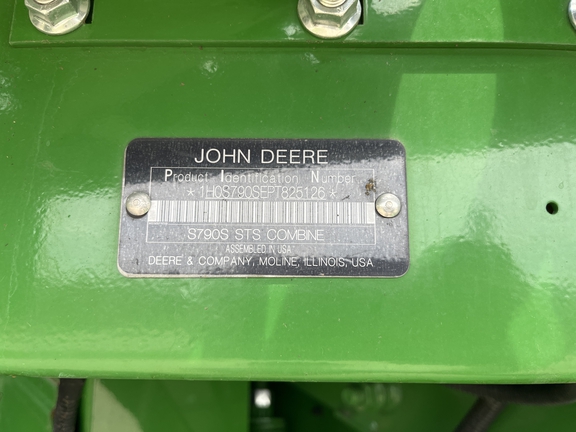 JOHN DEERE
Product Identification Number
*1H0S790SEPT825126*
S790S STS COMBINE
ASSEMBLED IN USA
DEERE & COMPANY, MOLINE, ILLINOIS, USA